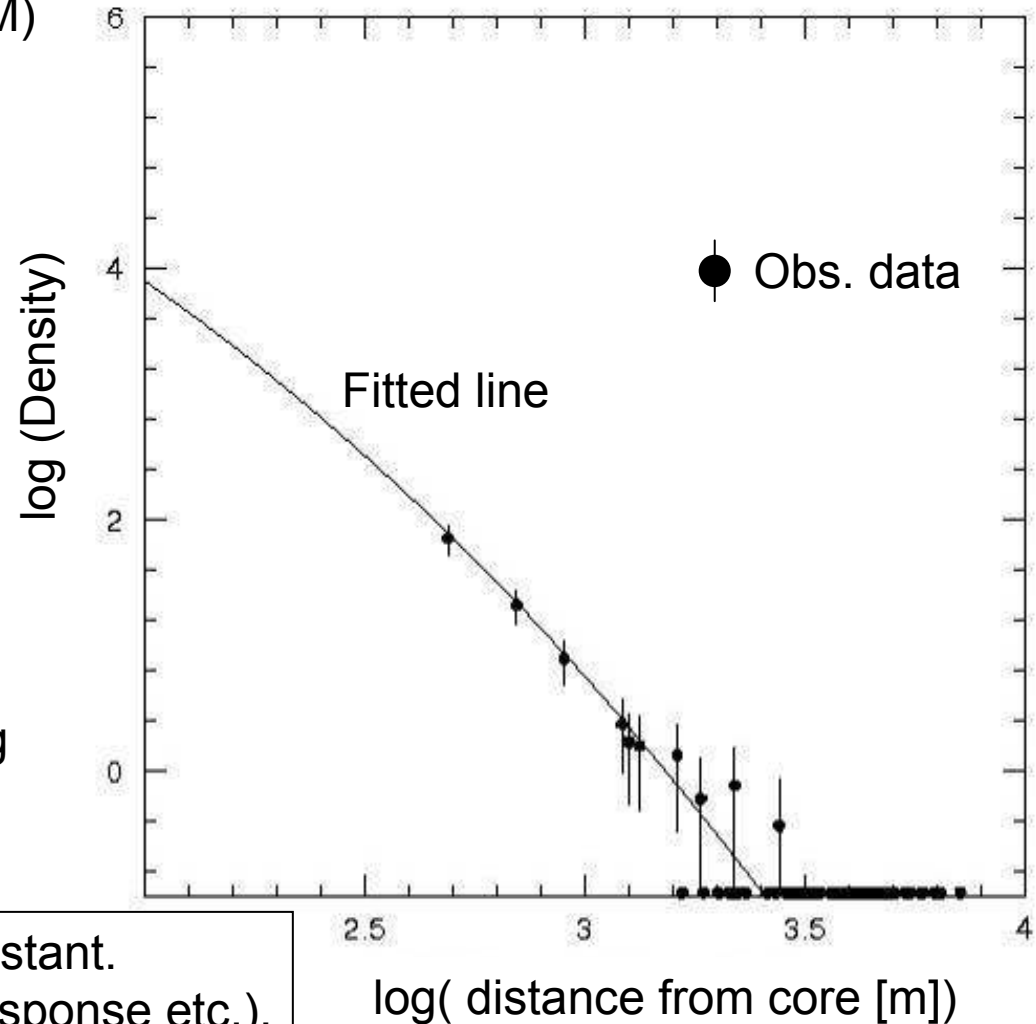 M)
6
4
Obs. data
log (Density)
Fitted line
2
g
0
2.5
3
3.5
4
stant.
sponse etc.).
log( distance from core [m])